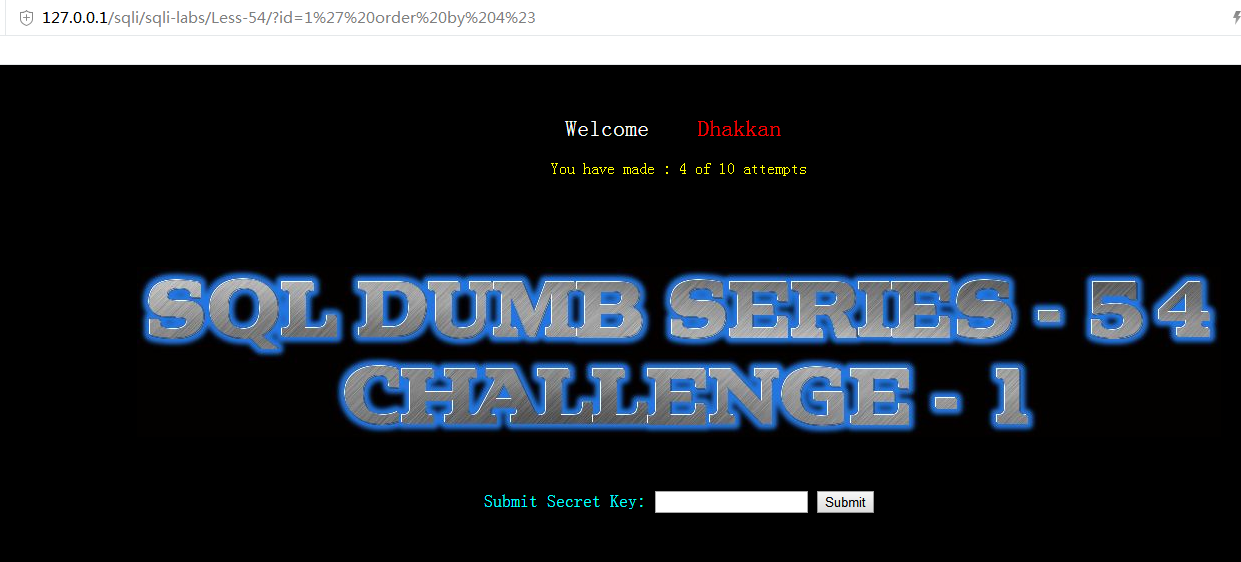 127.0.0.1/sqli/sqli-labs/Less-54/?id=1%27%20order%20by%204%23
Welcome Dhakkan
You have made : 4 of 10 attempts
SQL DUMB SERIES - 54
CHALLENGE - 1
Submit Secret Key: Submit